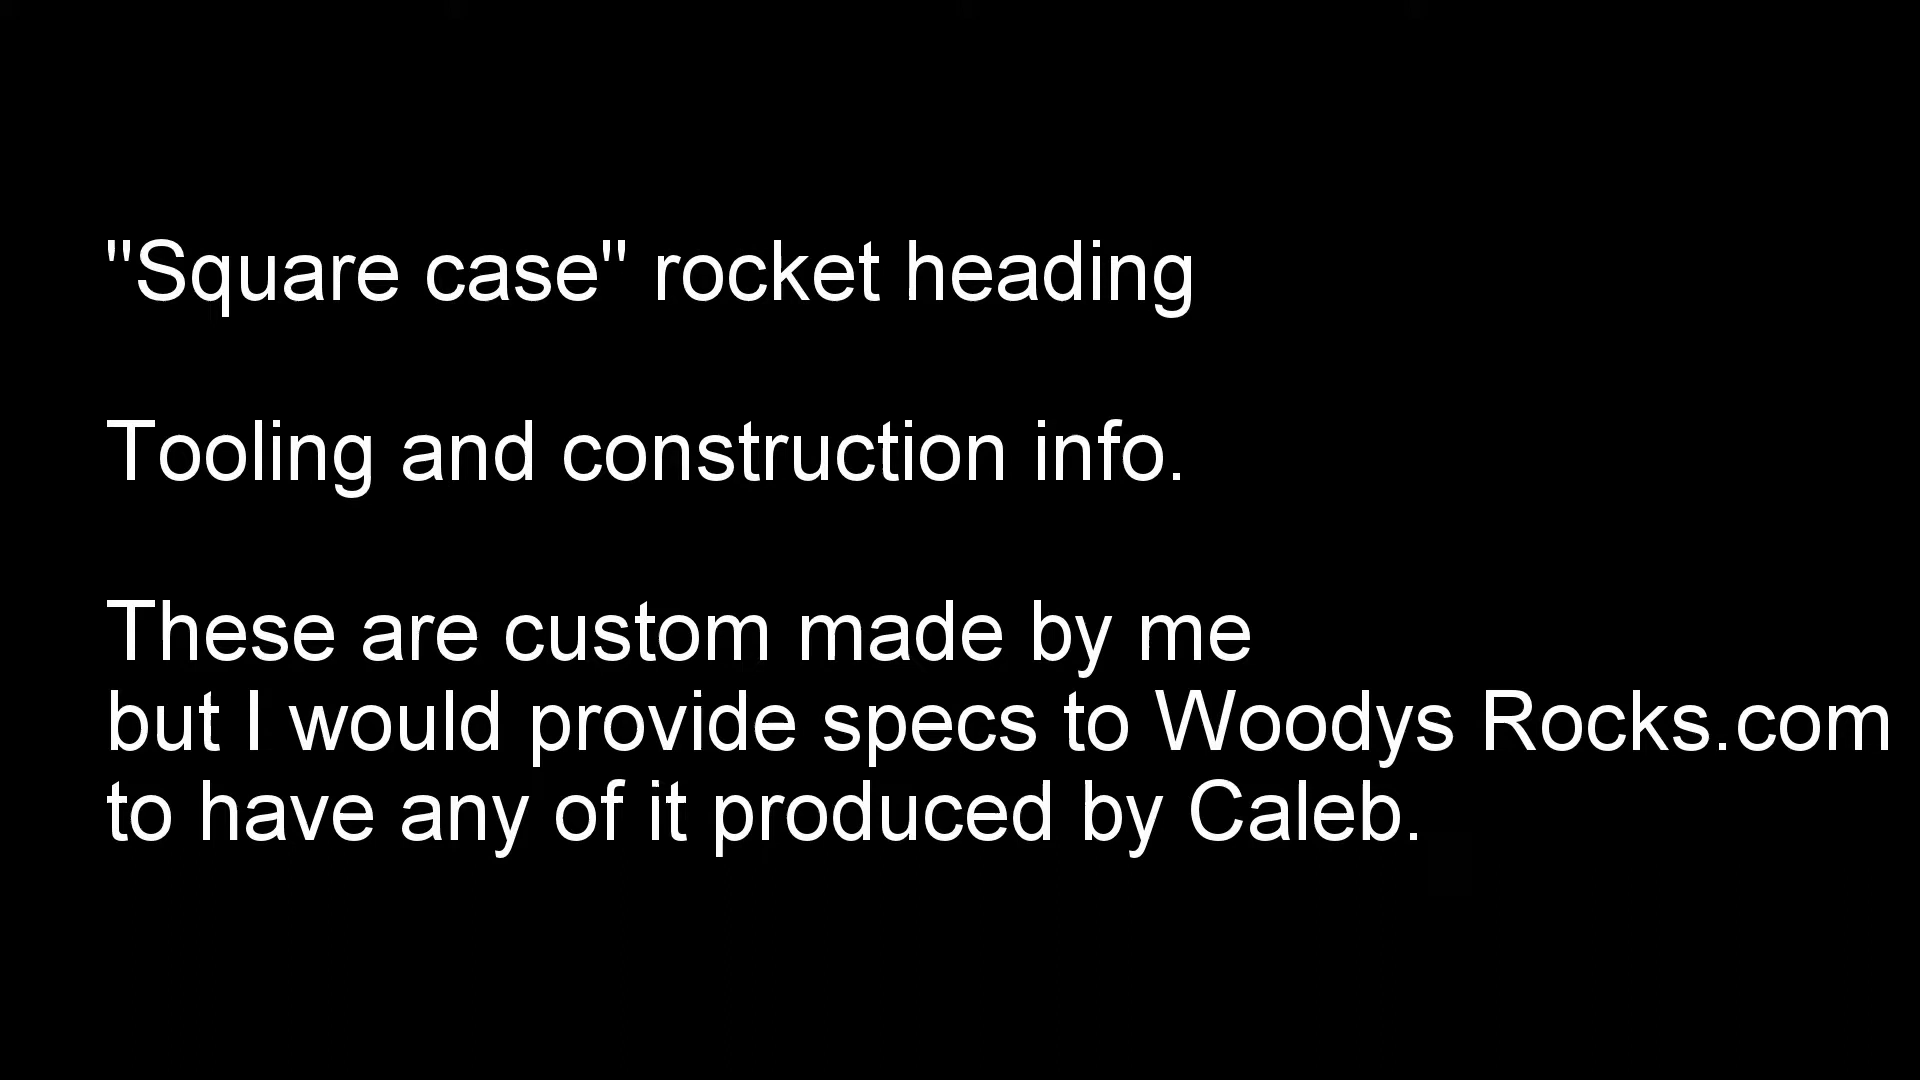 "Square case" rocket heading
Tooling and construction info.
These are custom made by me
but I would provide specs to Woodys Rocks.com
to have any of it produced by Caleb.